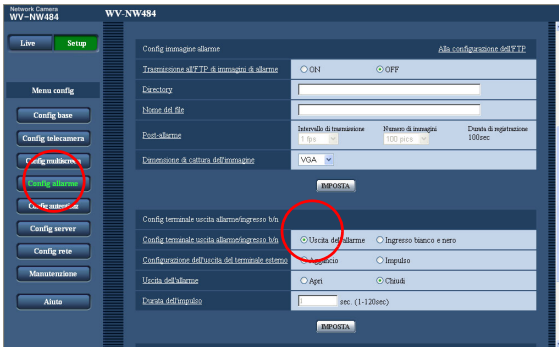 Network Camera
WV-NW484
WV-NW484
Live
Setup
Menu config
Config base
Config telecamera
Config multiscreen
Config allarme
Config autentica
Config server
Config rete
Manutenzione
Aiuto
Config immagine allarme
Alla configurazione dell'FTP
Trasmissione all'FTP di immagini di allarme
ON
OFF
Directory
Nome del file
Post-allarme
Intervallo di trasmissione
Numero di immagini
Durata di registrazione
1 fps
100 pics
100sec
Dimensione di cattura dell'immagine
VGA
IMPOSTA
Config terminale uscita allarme/ingresso b/n
Config terminale uscita allarme/ingresso b/n
Uscita dell'allarme
Ingresso bianco e nero
Configurazione dell'uscita del terminale esterno
Aggancio
Impulso
Uscita dell'allarme
Apri
Chiudi
Durata dell'impulso
1
sec. (1-120sec)
IMPOSTA